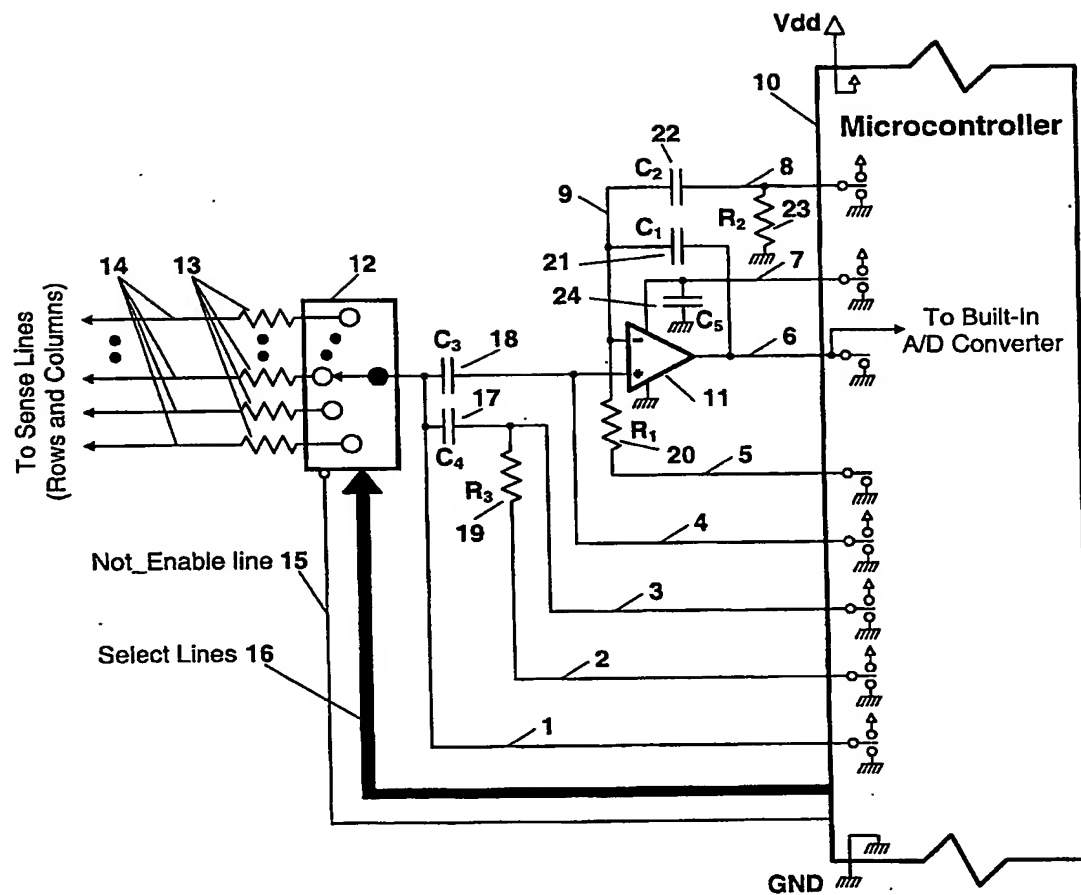 Vdd
10
Microcontroller
22
C2
8
9
R2
23
C1
21
7
14
13
12
24
C5
To Built-In
A/D Converter
6
C3
18
−
+
11
17
C4
R1
20
5
R3
19
4
To Sense Lines
(Rows and Columns)
Not_Enable line 15
3
Select Lines 16
2
1
GND